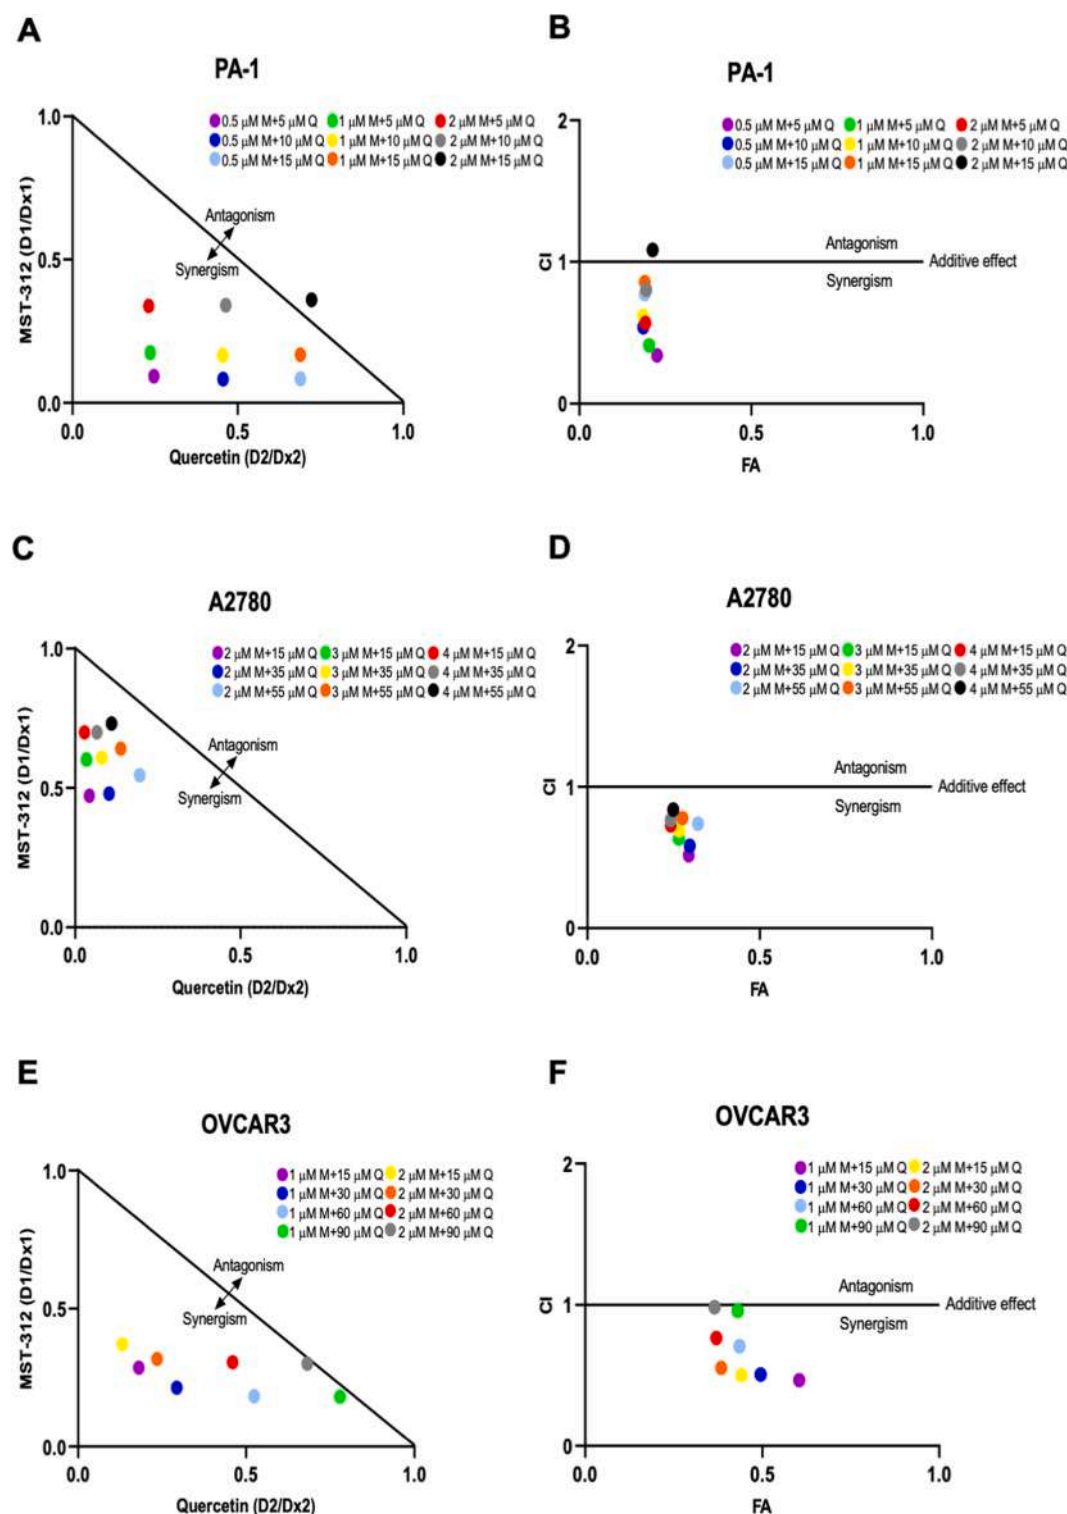 A
PA-1
0.5 µM M+5 µM Q 1 µM M+5 µM Q 2 µM M+5 µM Q
0.5 µM M+10 µM Q 1 µM M+10 µM Q 2 µM M+10 µM Q
0.5 µM M+15 µM Q 1 µM M+15 µM Q 2 µM M+15 µM Q
MST-312 (D1/Dx1)
1.0
0.5
0.0
Antagonism
Synergism
0.0 0.5 1.0
Quercetin (D2/Dx2)
B
PA-1
0.5 µM M+5 µM Q 1 µM M+5 µM Q 2 µM M+5 µM Q
0.5 µM M+10 µM Q 1 µM M+10 µM Q 2 µM M+10 µM Q
0.5 µM M+15 µM Q 1 µM M+15 µM Q 2 µM M+15 µM Q
CI
2
1
1
Antagonism
Additive effect
Synergism
0.0 0.5 1.0
FA
C
A2780
2 µM M+15 µM Q 3 µM M+15 µM Q 4 µM M+15 µM Q
2 µM M+35 µM Q 3 µM M+35 µM Q 4 µM M+35 µM Q
2 µM M+55 µM Q 3 µM M+55 µM Q 4 µM M+55 µM Q
MST-312 (D1/Dx1)
1.0
0.5
0.0
Antagonism
Synergism
0.0 0.5 1.0
Quercetin (D2/Dx2)
D
A2780
2 µM M+15 µM Q 3 µM M+15 µM Q 4 µM M+15 µM Q
2 µM M+35 µM Q 3 µM M+35 µM Q 4 µM M+35 µM Q
2 µM M+55 µM Q 3 µM M+55 µM Q 4 µM M+55 µM Q
CI
2
1
0
Antagonism
Additive effect
Synergism
0.0 0.5 1.0
FA
E
OVCAR3
1 µM M+15 µM Q 2 µM M+15 µM Q
1 µM M+30 µM Q 2 µM M+30 µM Q
1 µM M+60 µM Q 2 µM M+60 µM Q
1 µM M+90 µM Q 2 µM M+90 µM Q
MST-312 (D1/Dx1)
1.0
0.5
0.0
Antagonism
Synergism
0.0 0.5 1.0
Quercetin (D2/Dx2)
F
OVCAR3
1 µM M+15 µM Q 2 µM M+15 µM Q
1 µM M+30 µM Q 2 µM M+30 µM Q
1 µM M+60 µM Q 2 µM M+60 µM Q
1 µM M+90 µM Q 2 µM M+90 µM Q
CI
2
1
0
Antagonism
Additive effect
Synergism
0.0 0.5 1.0
FA